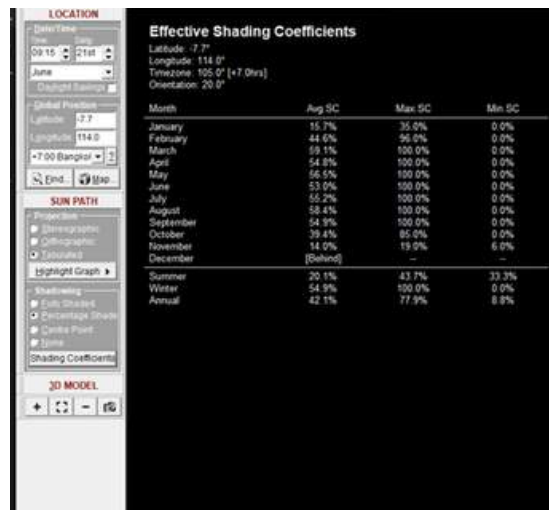 LOCATION
Date/Time
Time Date
09:15 21st
June
Daylight Savings
Global Position
Latitude: -7.7
Longitude: 114.0
+7:00 Bangkok ?
Find.. Map..
SUN PATH
Projection
Stereographic
Orthographic
Tabulated
Highlight Graph
Shadowing
Fully Shaded
Percentage Shade
Centre Point
None
Shading Coefficients
3D MODEL
+ −
Effective Shading Coefficients
Latitude: -7.7°
Longitude: 114.0°
Timezone: 105.0° [+7.0hrs]
Orientation: 20.0°
Month Avg SC Max SC Min SC
January 15.7% 35.0% 0.0%
February 44.6% 96.0% 0.0%
March 59.1% 100.0% 0.0%
April 54.8% 100.0% 0.0%
May 56.5% 100.0% 0.0%
June 53.0% 100.0% 0.0%
July 55.2% 100.0% 0.0%
August 58.4% 100.0% 0.0%
September 54.9% 100.0% 0.0%
October 39.4% 85.0% 0.0%
November 14.0% 19.0% 6.0%
December [Behind] -- --
Summer 20.1% 43.7% 33.3%
Winter 54.9% 100.0% 0.0%
Annual 42.1% 77.9% 8.8%